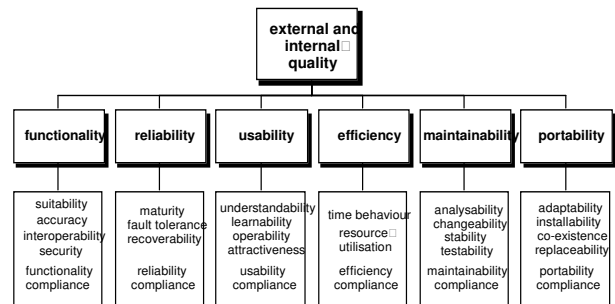 external and
internal
quality
functionality
reliability
usability
efficiency
maintainability
portability
suitability
accuracy
interoperability
security
functionality
compliance
maturity
fault tolerance
recoverability
reliability
compliance
understandability
learnability
operability
attractiveness
usability
compliance
time behaviour
resource
utilisation
efficiency
compliance
analysability
changeability
stability
testability
maintainability
compliance
adaptability
installability
co-existence
replaceability
portability
compliance